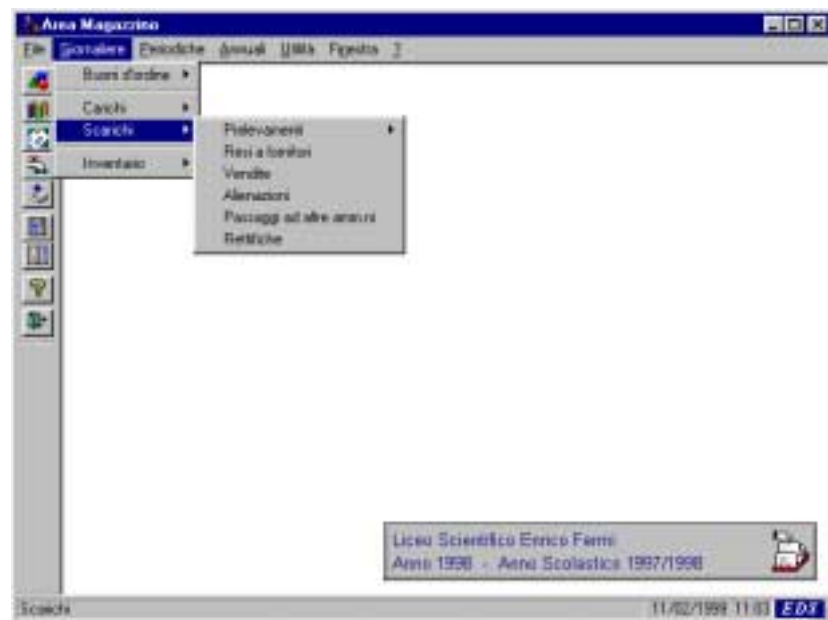 Area Magazzino
File Giornaliere Periodiche Annuali Utilità Finestra ?
Buoni d'ordine
Carichi
Scarichi
Inventario
Prelevamenti
Resi a fornitori
Vendite
Alienazioni
Passaggi ad altre amm.ni
Rettifiche
Liceo Scientifico Enrico Fermi
Anno 1998 - Anno Scolastico 1997/1998
Scarichi
11/02/1999 11:03 EDS